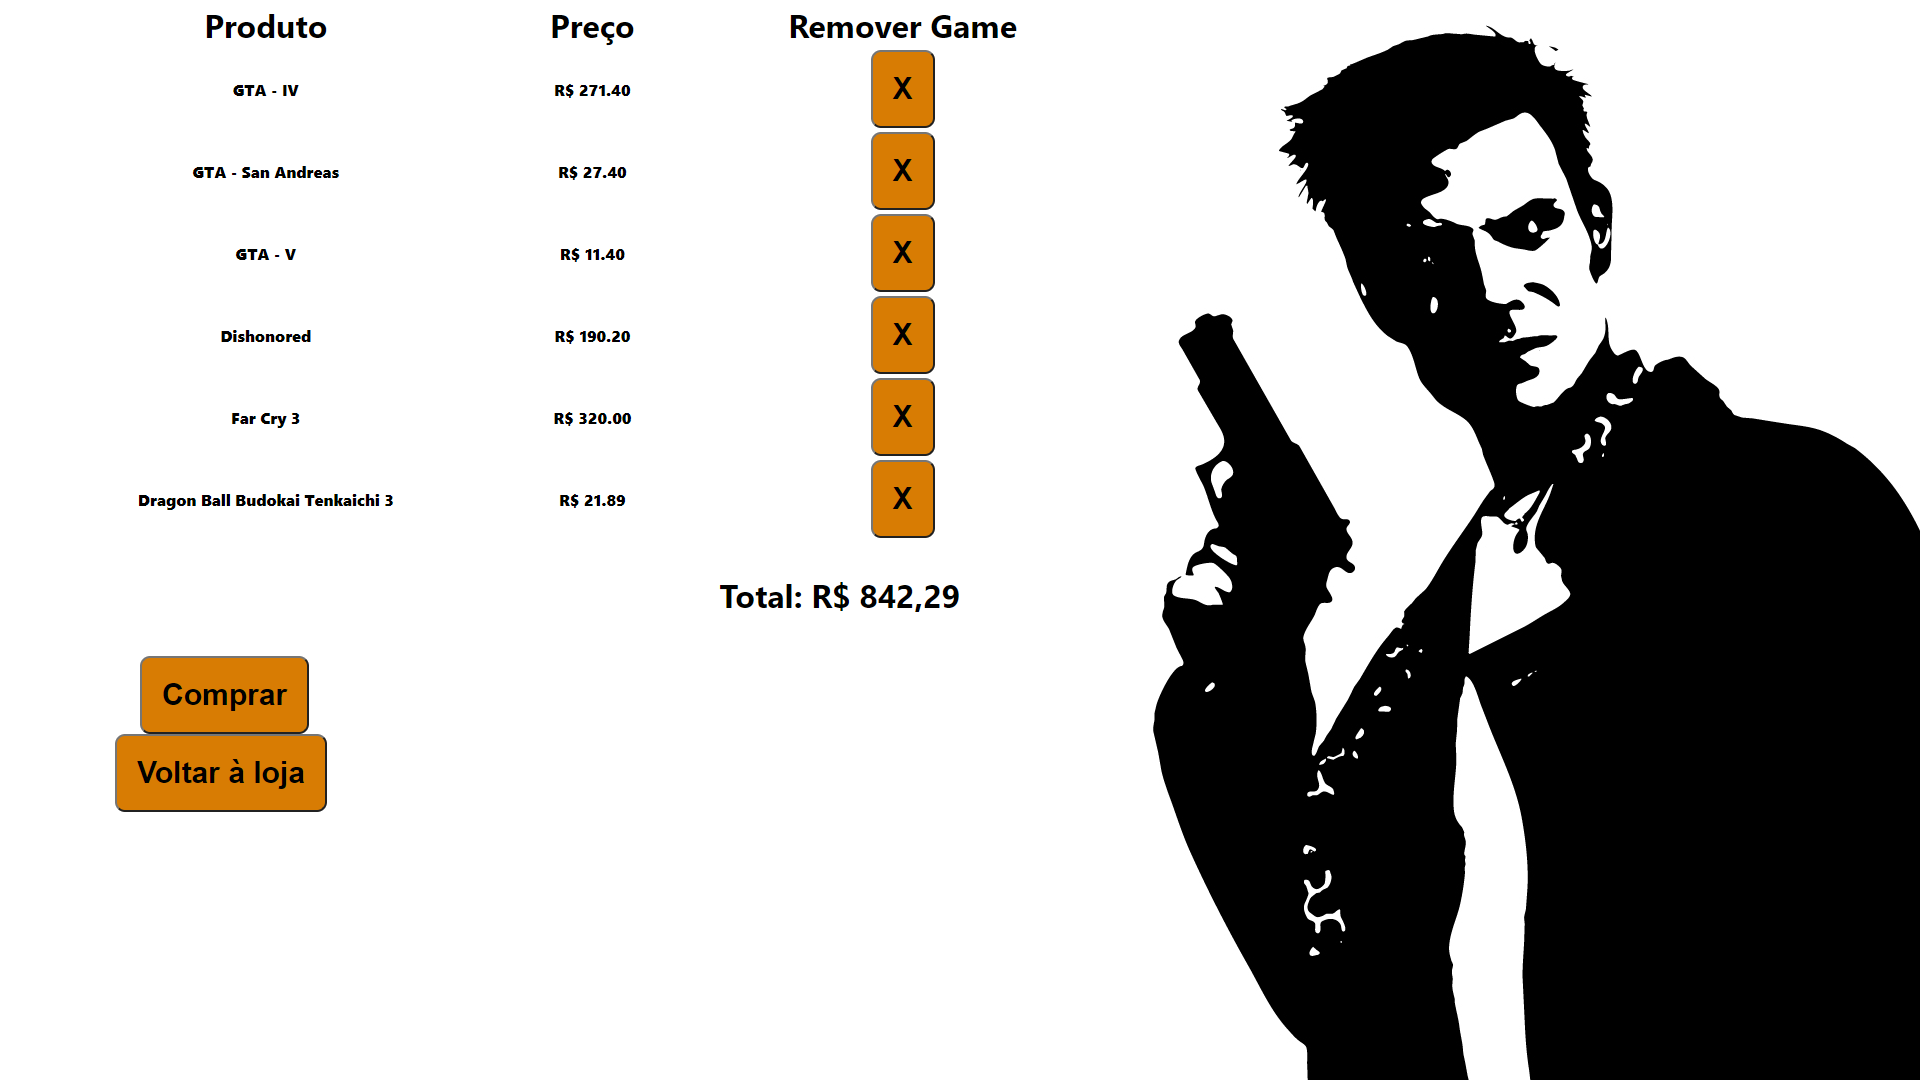 Produto Preço Remover Game
GTA - IV R$ 271.40 X
GTA - San Andreas R$ 27.40 X
GTA - V R$ 11.40 X
Dishonored R$ 190.20 X
Far Cry 3 R$ 320.00 X
Dragon Ball Budokai Tenkaichi 3 R$ 21.89 X
Total: R$ 842,29
Comprar
Voltar à loja